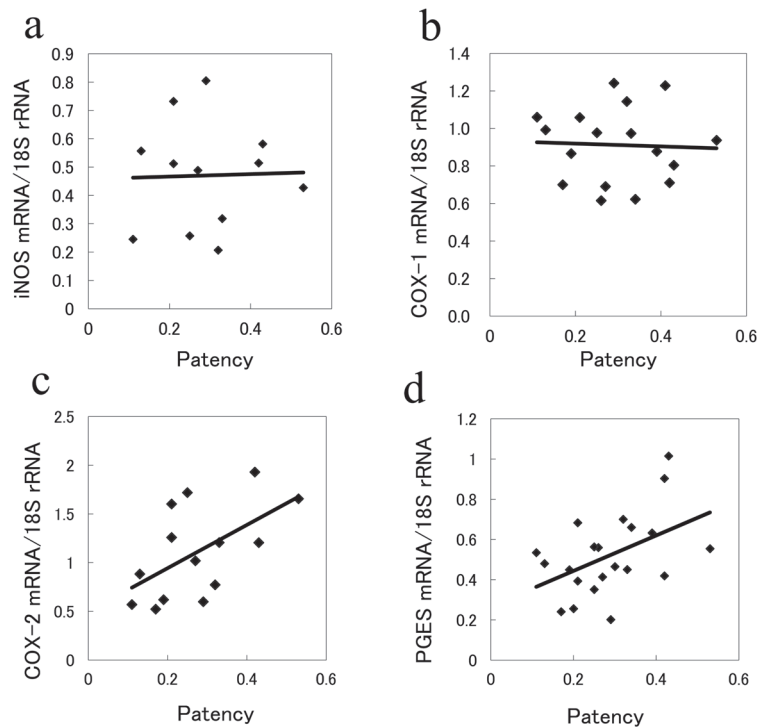 a
iNOS mRNA/18S rRNA
0.9
0.8
0.7
0.6
0.5
0.4
0.3
0.2
0.1
0
0 0.2 0.4 0.6
Patency
b
COX-1 mRNA/18S rRNA
1.4
1.2
1.0
0.8
0.6
0.4
0.2
0.0
0 0.2 0.4 0.6
Patency
c
COX-2 mRNA/18S rRNA
2.5
2
1.5
1
0.5
0
0 0.2 0.4 0.6
Patency
d
PGES mRNA/18S rRNA
1.2
1
0.8
0.6
0.4
0.2
0
0 0.2 0.4 0.6
Patency